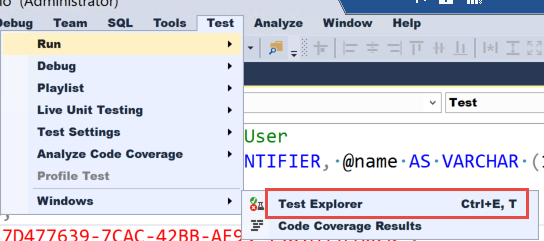 (Administrator)
Debug Team SQL Tools Test Analyze Window Help
Run
Debug
Playlist
Live Unit Testing Test
Test Settings User
Analyze Code Coverage NTIFIER, @name AS VARCHAR (
Profile Test
Windows
Test Explorer Ctrl+E, T
Code Coverage Results
7D477639-7CAC-42BB-AF